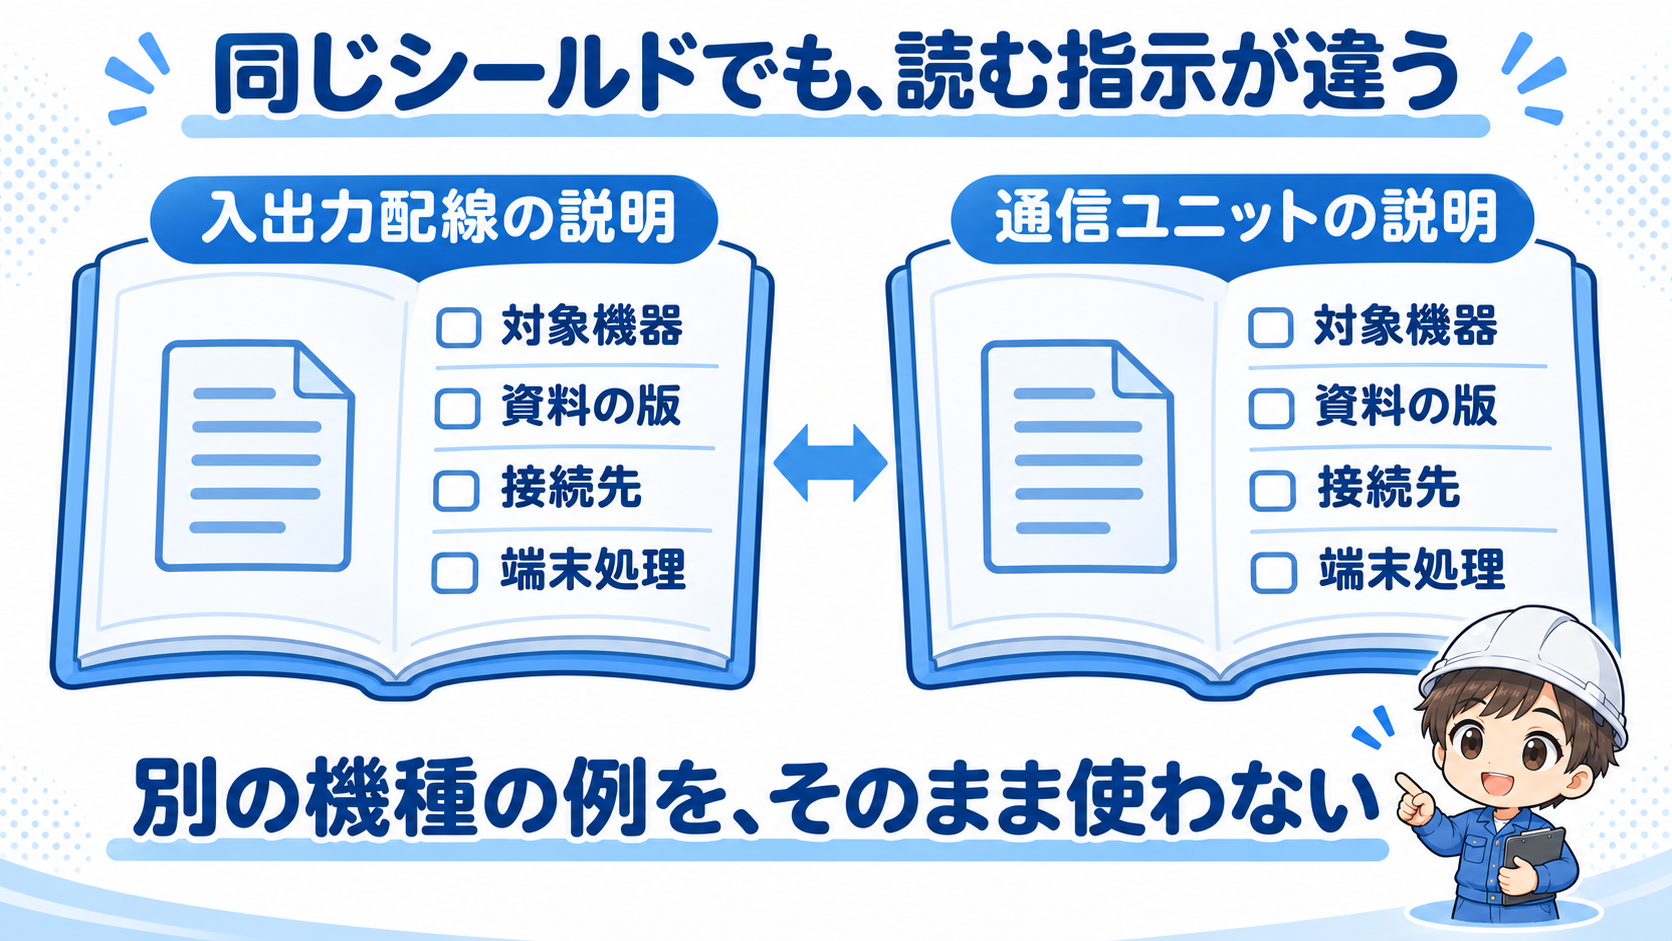 同じシールドでも、読む指示が違う
入出力配線の説明
対象機器
資料の版
接続先
端末処理
通信ユニットの説明
対象機器
資料の版
接続先
端末処理
別の機種の例を、そのまま使わない